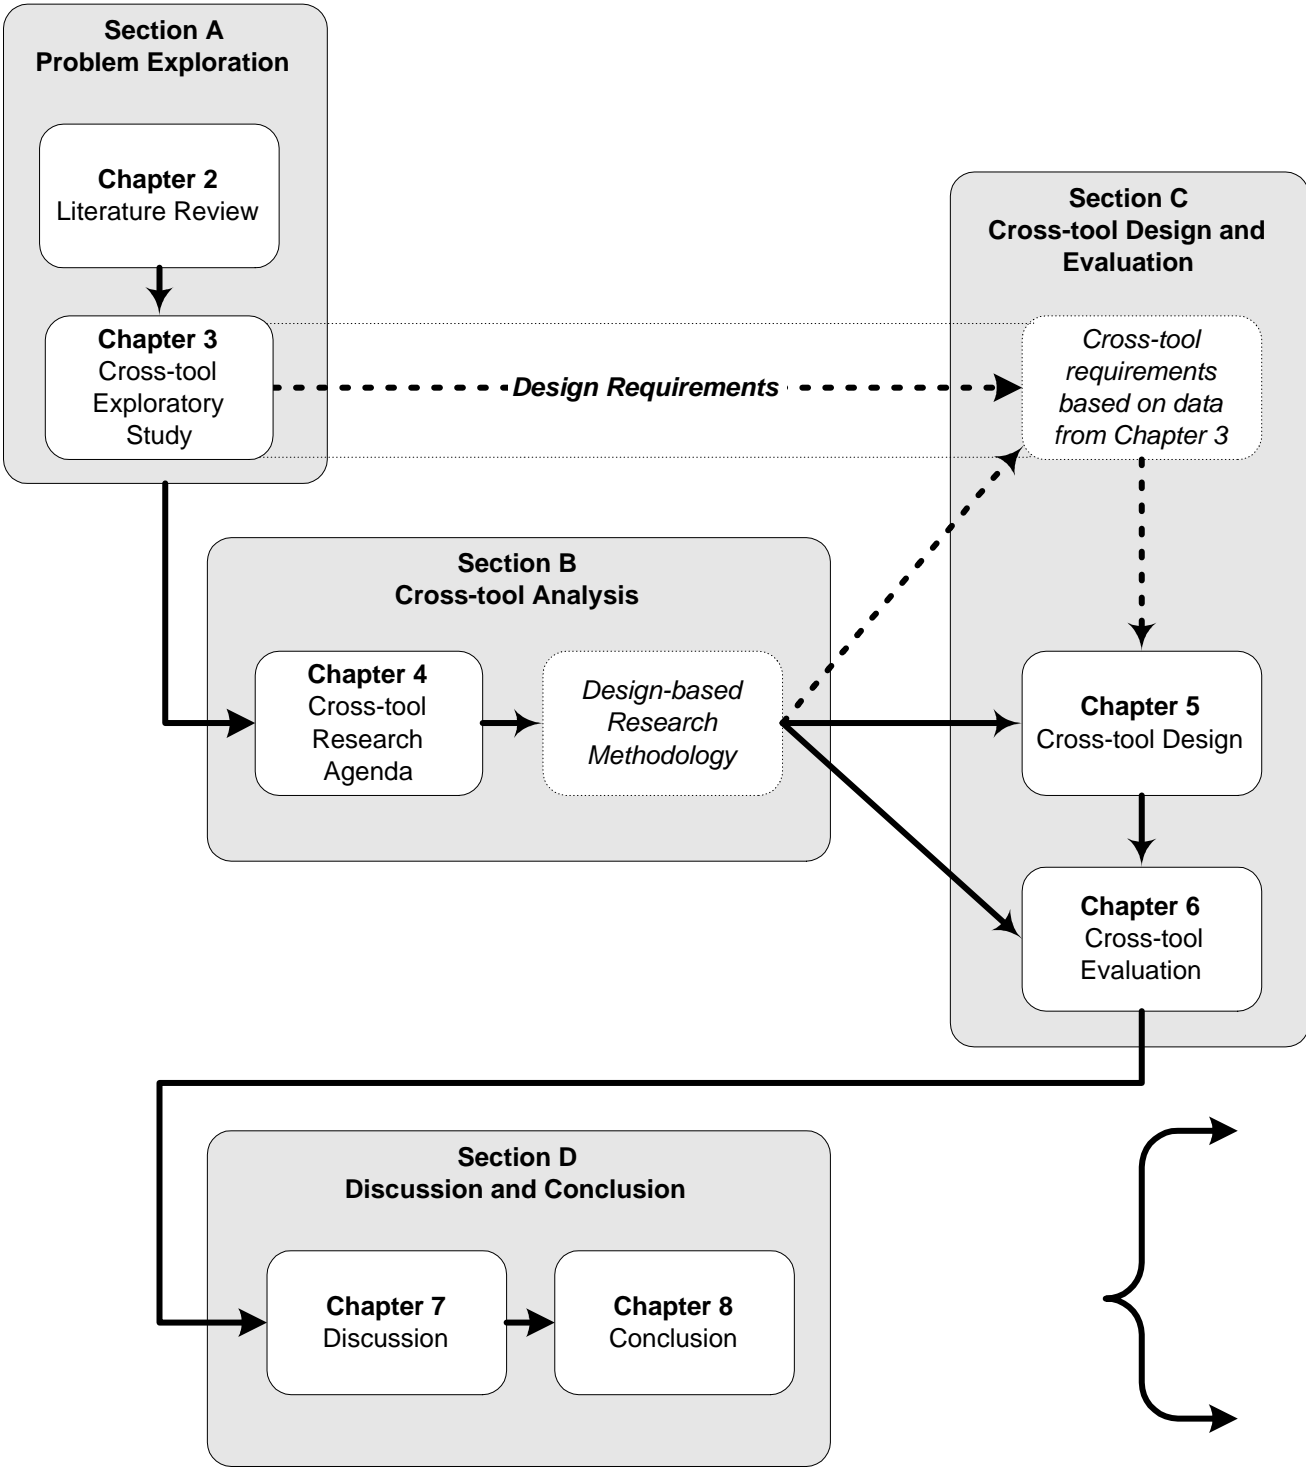 Section A
Problem Exploration
Chapter 2
Literature Review
Chapter 3
Cross-tool
Exploratory
Study
Design Requirements
Section C
Cross-tool Design and
Evaluation
Cross-tool
requirements
based on data
from Chapter 3
Section B
Cross-tool Analysis
Chapter 4
Cross-tool
Research
Agenda
Design-based
Research
Methodology
Chapter 5
Cross-tool Design
Chapter 6
Cross-tool
Evaluation
Section D
Discussion and Conclusion
Chapter 7
Discussion
Chapter 8
Conclusion